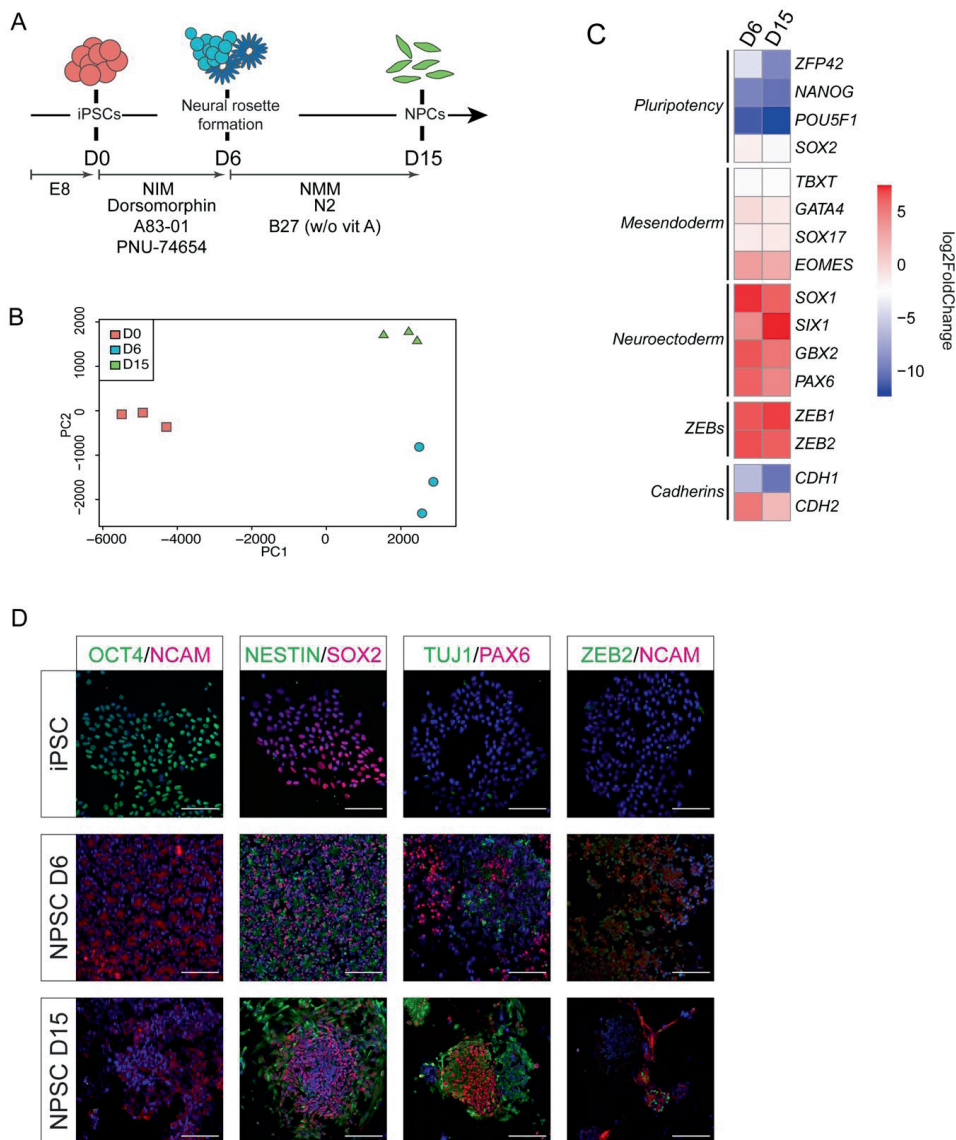 A
iPSCs
Neural rosette
formation
NPCs
D0
D6
D15
E8
NIM
Dorsomorphin
A83-01
PNU-74654
NMM
N2
B27 (w/o vit A)
B
D0
D6
D15
2000
1000
0
−1000
−2000
PC2
−6000
−4000
−2000
0
2000
PC1
C
D6
D15
Pluripotency
ZFP42
NANOG
POU5F1
SOX2
Mesendoderm
TBXT
GATA4
SOX17
EOMES
Neuroectoderm
SOX1
SIX1
GBX2
PAX6
ZEBs
ZEB1
ZEB2
Cadherins
CDH1
CDH2
5
0
−5
−10
log2FoldChange
D
OCT4/NCAM
NESTIN/SOX2
TUJ1/PAX6
ZEB2/NCAM
iPSC
NPSC D6
NPSC D15